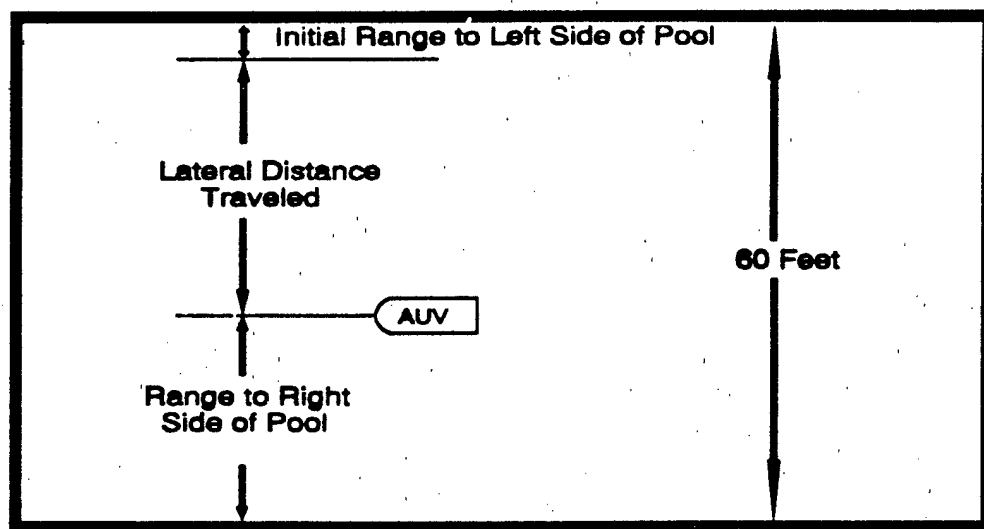 Initial Range to Left Side of Pool
Lateral Distance
Traveled
60 Feet
AUV
Range to Right
Side of Pool